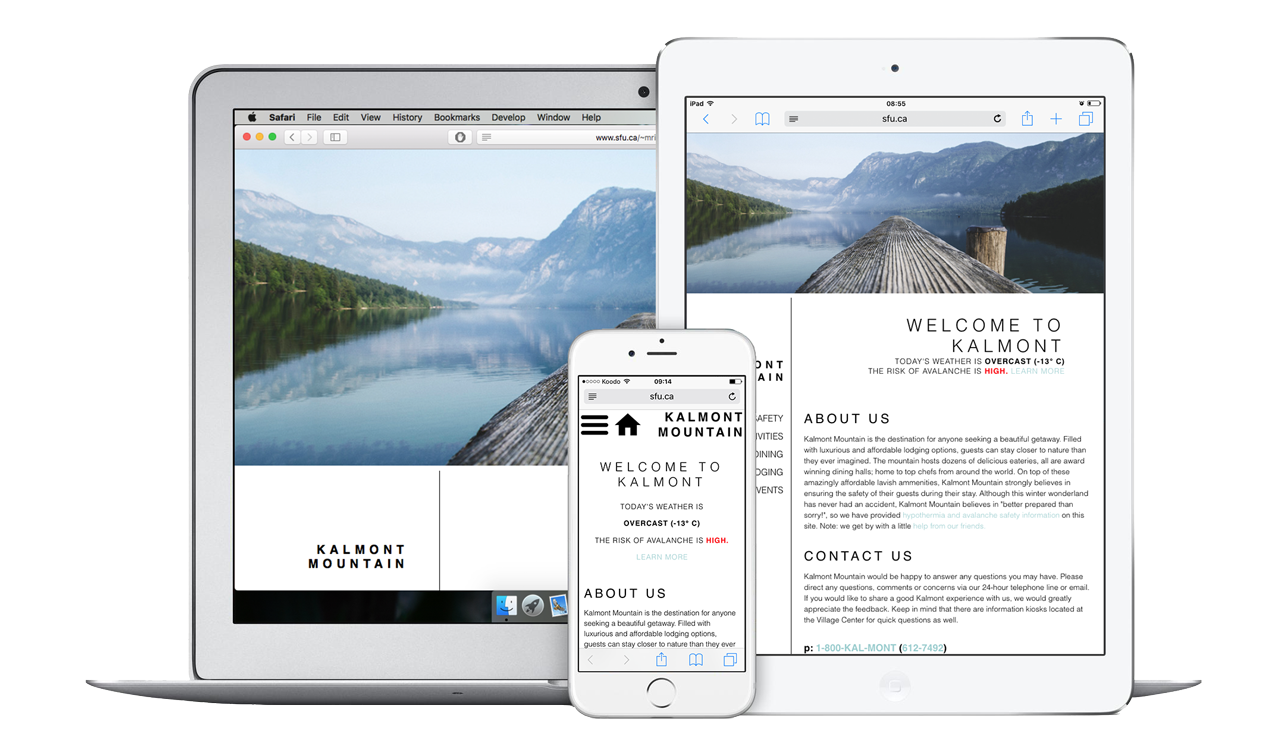 Safari File Edit View History Bookmarks Develop Window Help
www.sfu.ca/~mri
KALMONT
MOUNTAIN
Koodo 09:14
sfu.ca
KALMONT
MOUNTAIN
WELCOME TO
KALMONT
TODAY'S WEATHER IS
OVERCAST (-13° C)
THE RISK OF AVALANCHE IS HIGH.
LEARN MORE
ABOUT US
Kalmont Mountain is the destination for anyone
seeking a beautiful getaway. Filled with
luxurious and affordable lodging options,
guests can stay closer to nature than they ever
iPad 08:55
sfu.ca
ONT
AIN
AFETY
IVITIES
DINING
DGING
VENTS
WELCOME TO
KALMONT
TODAY'S WEATHER IS OVERCAST (-13° C)
THE RISK OF AVALANCHE IS HIGH. LEARN MORE
ABOUT US
Kalmont Mountain is the destination for anyone seeking a beautiful getaway. Filled
with luxurious and affordable lodging options, guests can stay closer to nature than
they ever imagined. The mountain hosts dozens of delicious eateries, all are award
winning dining halls; home to top chefs from around the world. On top of these
amazingly affordable lavish ammenities, Kalmont Mountain strongly believes in
ensuring the safety of their guests during their stay. Although this winter wonderland
has never had an accident, Kalmont Mountain believes in "better prepared than
sorry!", so we have provided hypothermia and avalanche safety information on this
site. Note: we get by with a little help from our friends.
CONTACT US
Kalmont Mountain would be happy to answer any questions you may have. Please
direct any questions, comments or concerns via our 24-hour telephone line or email.
If you would like to share a good Kalmont experience with us, we would greatly
appreciate the feedback. Keep in mind that there are information kiosks located at
the Village Center for quick questions as well.
p: 1-800-KAL-MONT (612-7492)